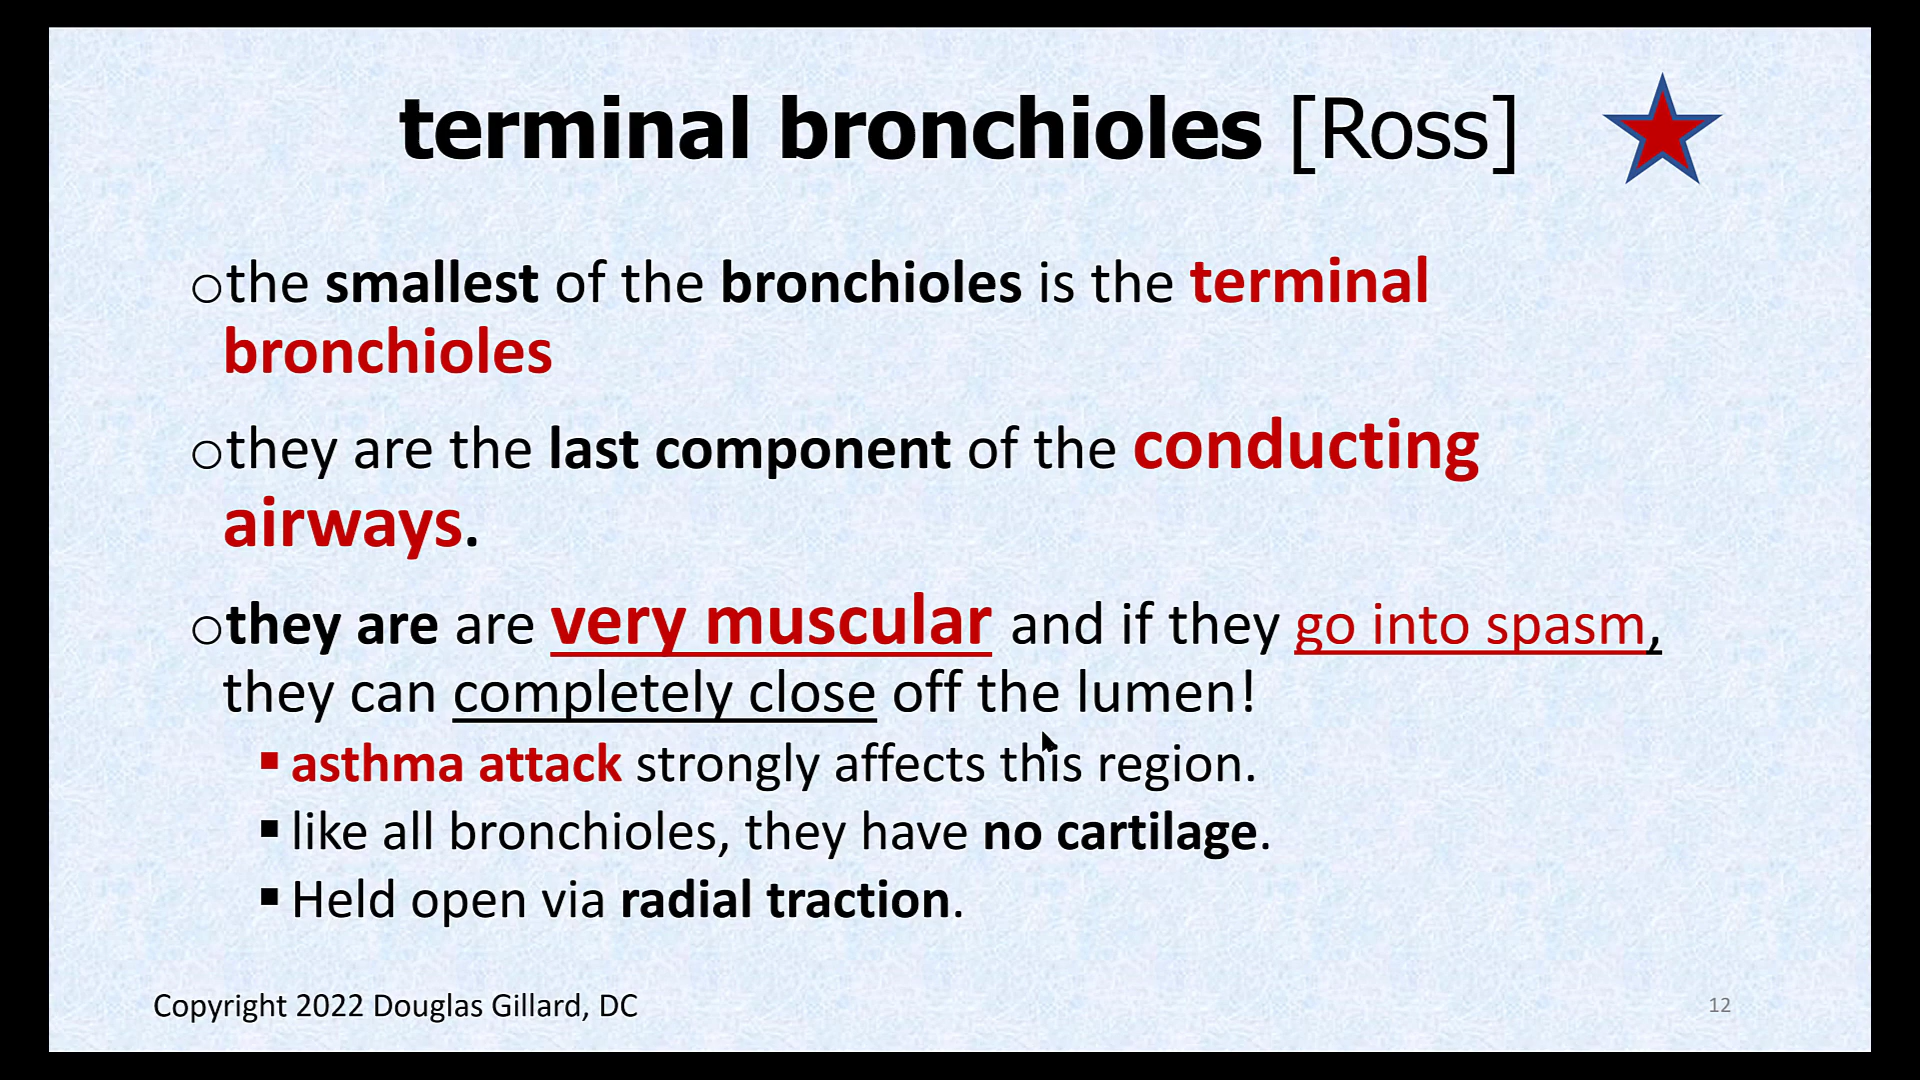 terminal bronchioles [Ross]
the smallest of the bronchioles is the terminal
bronchioles
they are the last component of the conducting
airways.
they are are very muscular and if they go into spasm,
they can completely close off the lumen!
asthma attack strongly affects this region.
like all bronchioles, they have no cartilage.
Held open via radial traction.
Copyright 2022 Douglas Gillard, DC
12